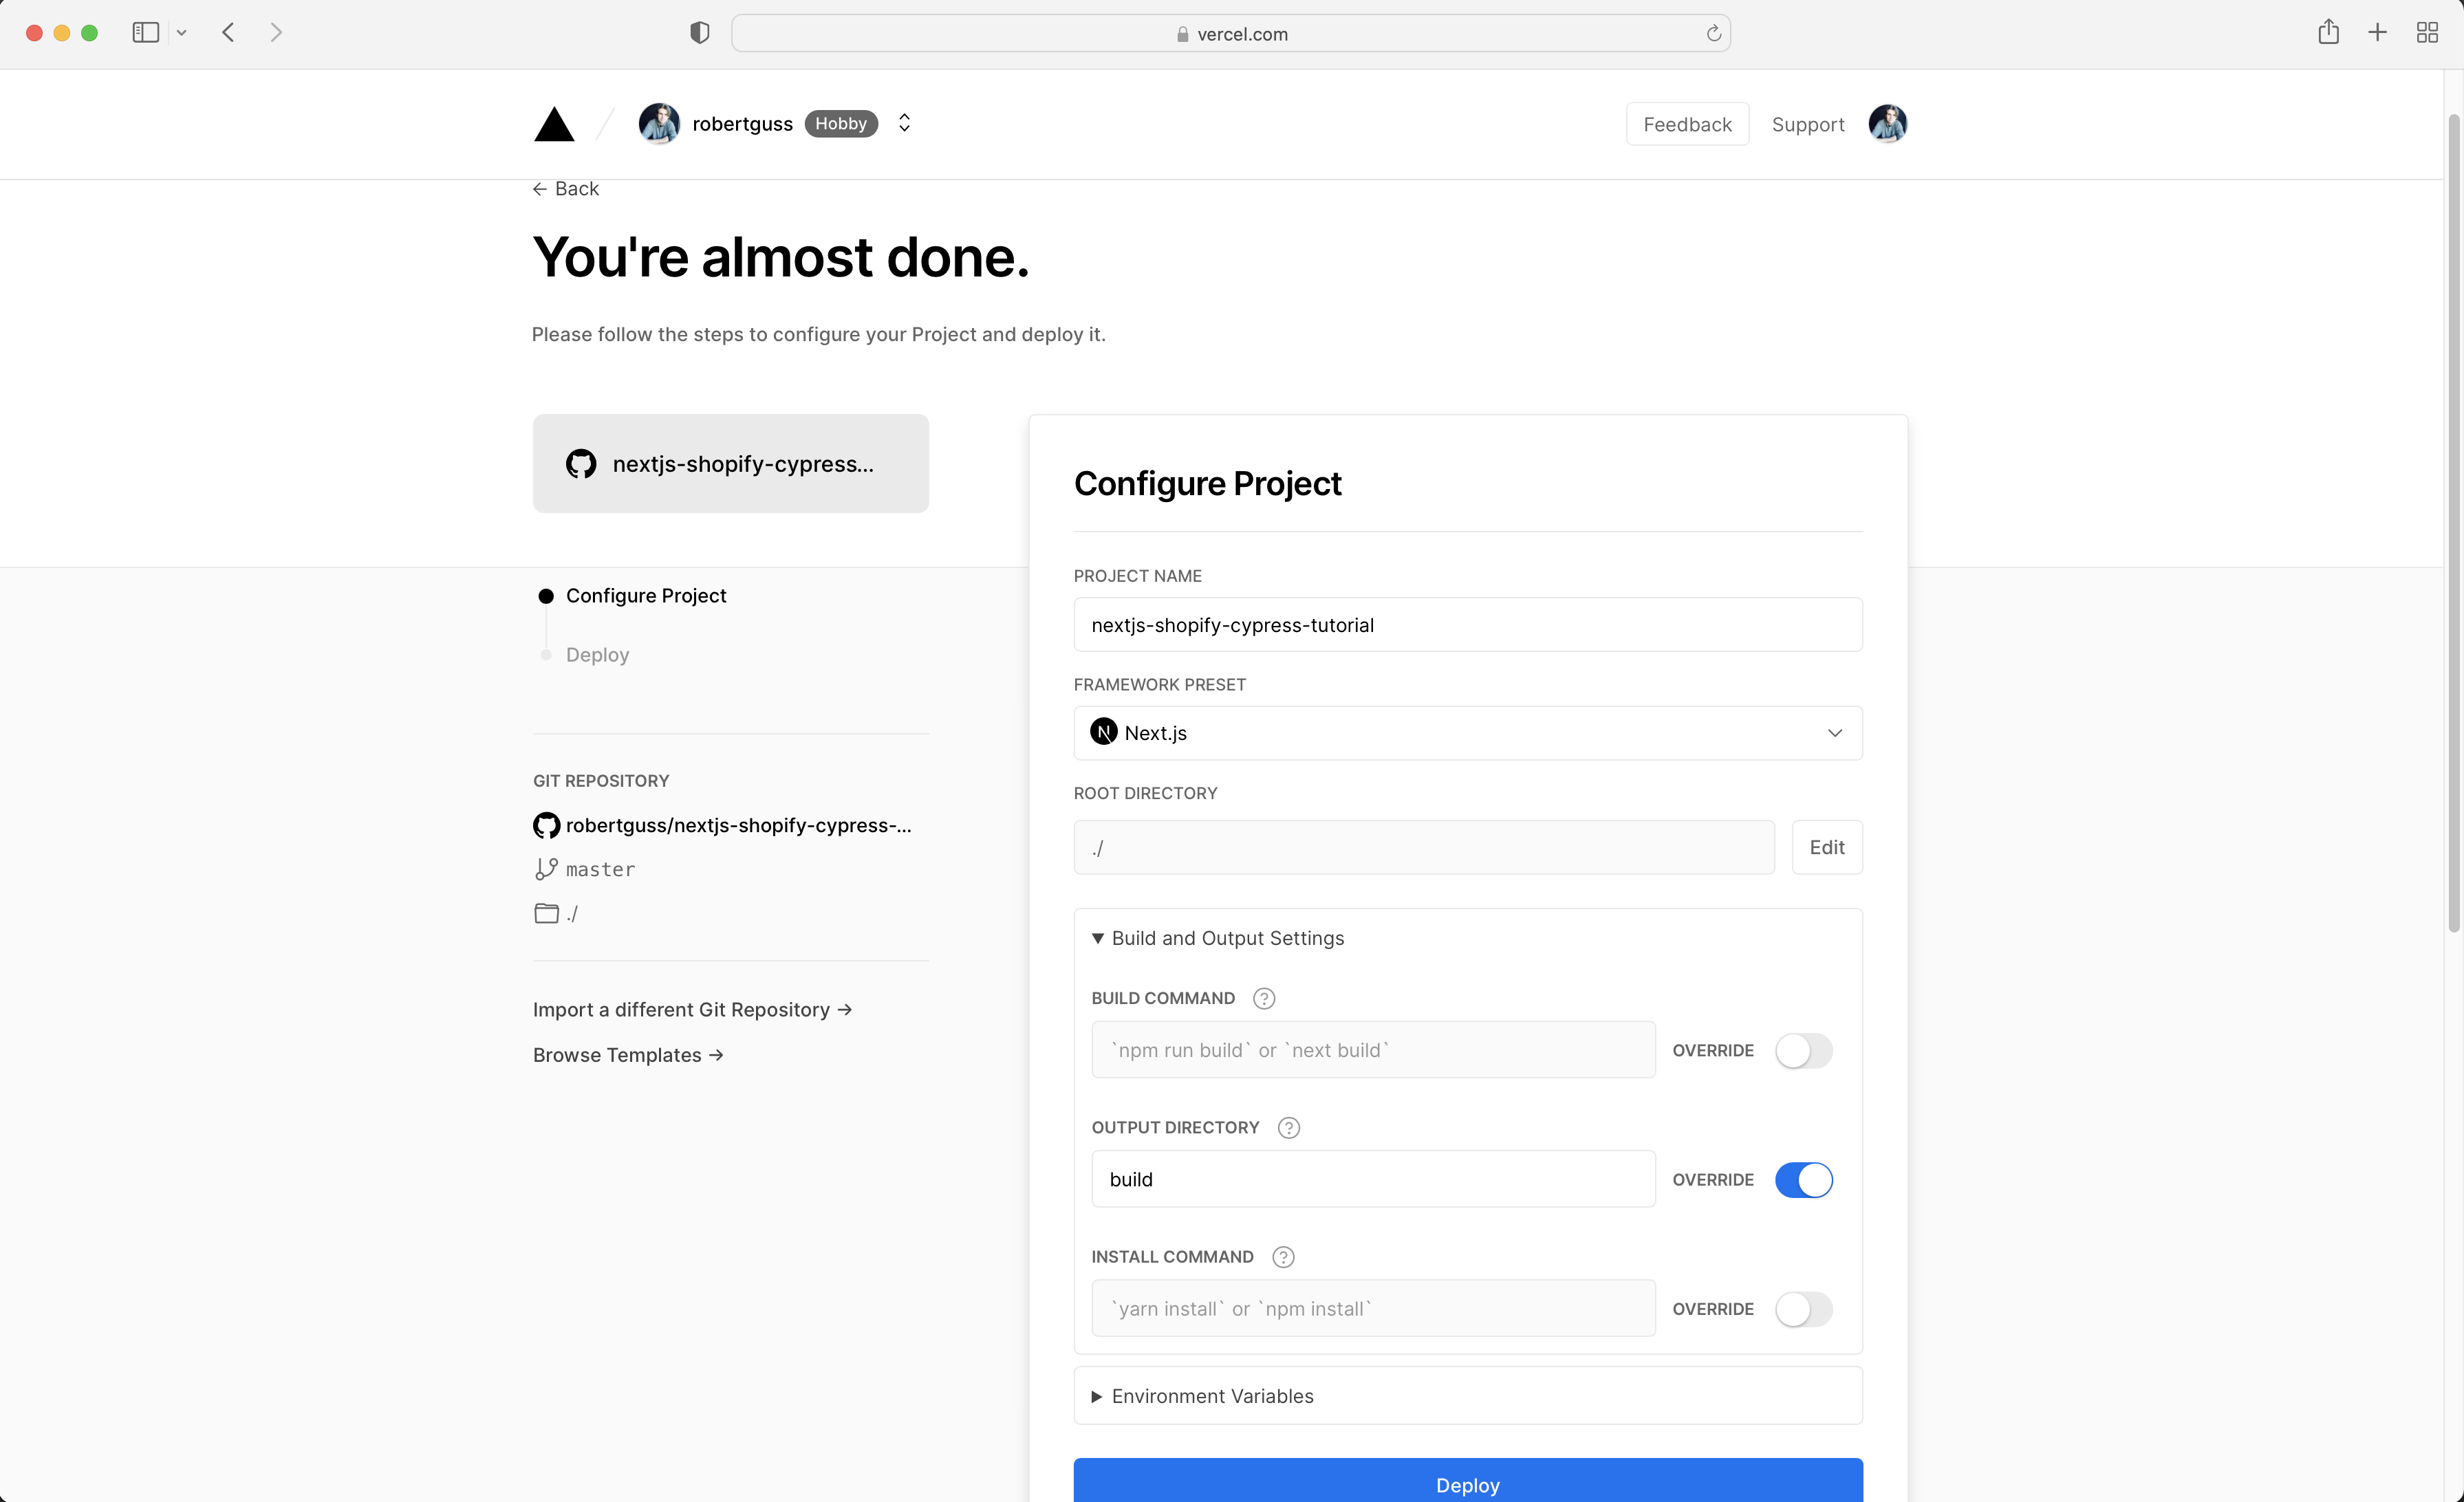 vercel.com
robertguss Hobby
Feedback Support
← Back
You're almost done.
Please follow the steps to configure your Project and deploy it.
nextjs-shopify-cypress...
Configure Project
Deploy
GIT REPOSITORY
robertguss/nextjs-shopify-cypress-...
master
./
Import a different Git Repository →
Browse Templates →
Configure Project
PROJECT NAME
nextjs-shopify-cypress-tutorial
FRAMEWORK PRESET
N Next.js
ROOT DIRECTORY
./ Edit
▼ Build and Output Settings
BUILD COMMAND ?
`npm run build` or `next build` OVERRIDE
OUTPUT DIRECTORY ?
build OVERRIDE
INSTALL COMMAND ?
`yarn install` or `npm install` OVERRIDE
▶ Environment Variables
Deploy